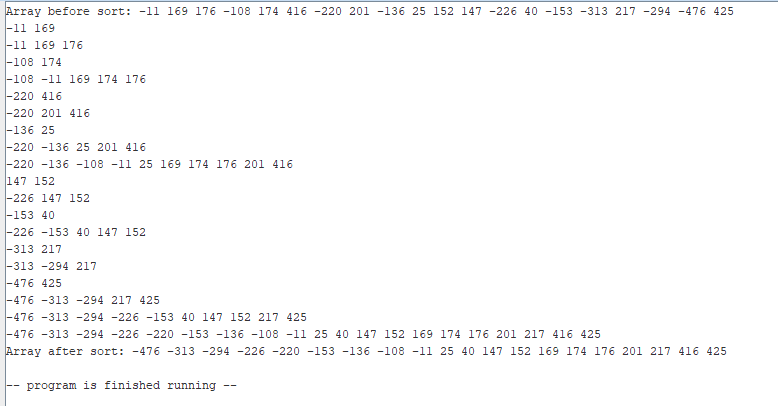 Array before sort: -11 169 176 -108 174 416 -220 201 -136 25 152 147 -226 40 -153 -313 217 -294 -476 425
-11 169
-11 169 176
-108 174
-108 -11 169 174 176
-220 416
-220 201 416
-136 25
-220 -136 25 201 416
-220 -136 -108 -11 25 169 174 176 201 416
147 152
-226 147 152
-153 40
-226 -153 40 147 152
-313 217
-313 -294 217
-476 425
-476 -313 -294 217 425
-476 -313 -294 -226 -153 40 147 152 217 425
-476 -313 -294 -226 -220 -153 -136 -108 -11 25 40 147 152 169 174 176 201 217 416 425
Array after sort: -476 -313 -294 -226 -220 -153 -136 -108 -11 25 40 147 152 169 174 176 201 217 416 425
-- program is finished running --